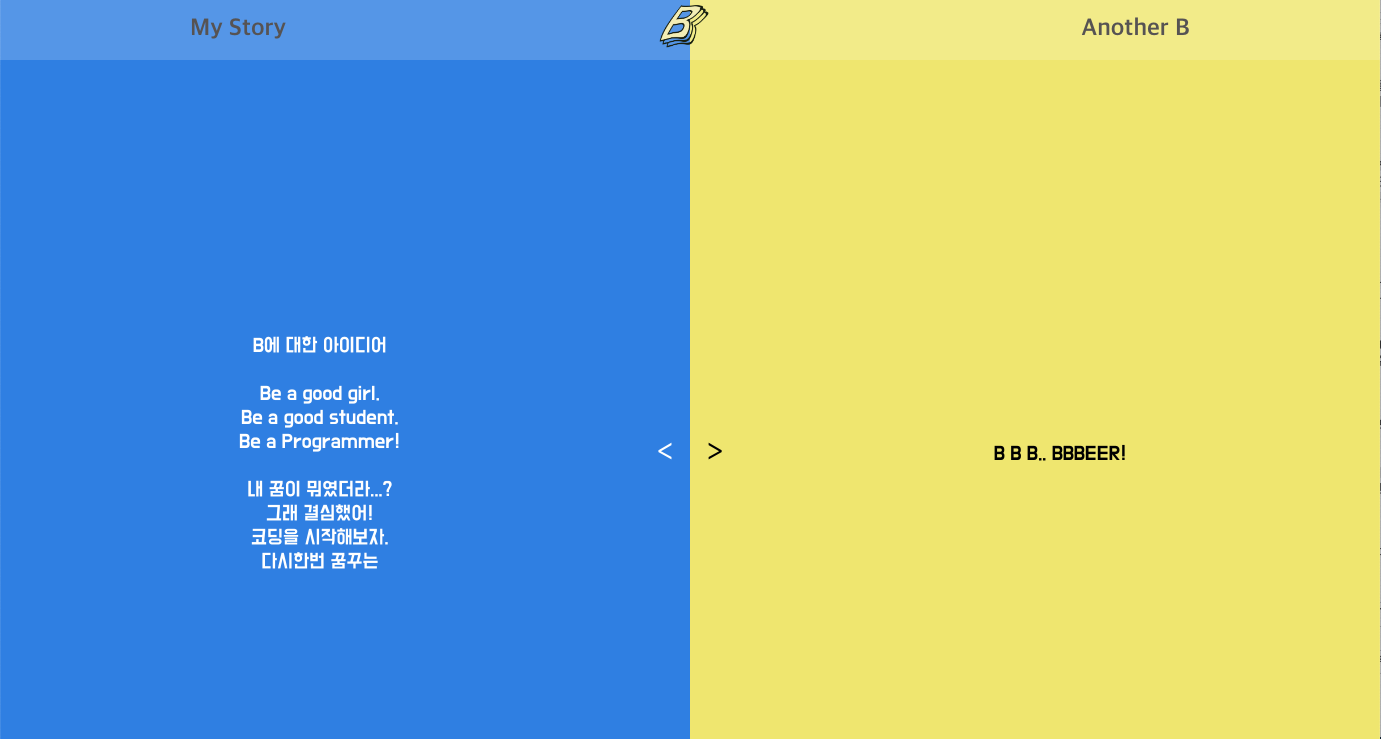 My Story
B
Another B
B에 대한 아이디어
Be a good girl.
Be a good student.
Be a Programmer!
내 꿈이 뭐였더라...?
그래 결심했어!
코딩을 시작해보자.
다시한번 꿈꾸는
<
>
B B B.. BBBEER!